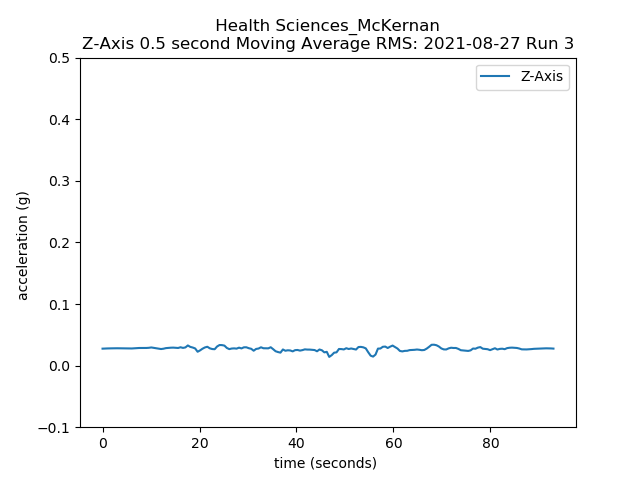 Health Sciences_McKernan
Z-Axis 0.5 second Moving Average RMS: 2021-08-27 Run 3
Z-Axis
acceleration (g)
0.5
0.4
0.3
0.2
0.1
0.0
−0.1
0 20 40 60 80
time (seconds)